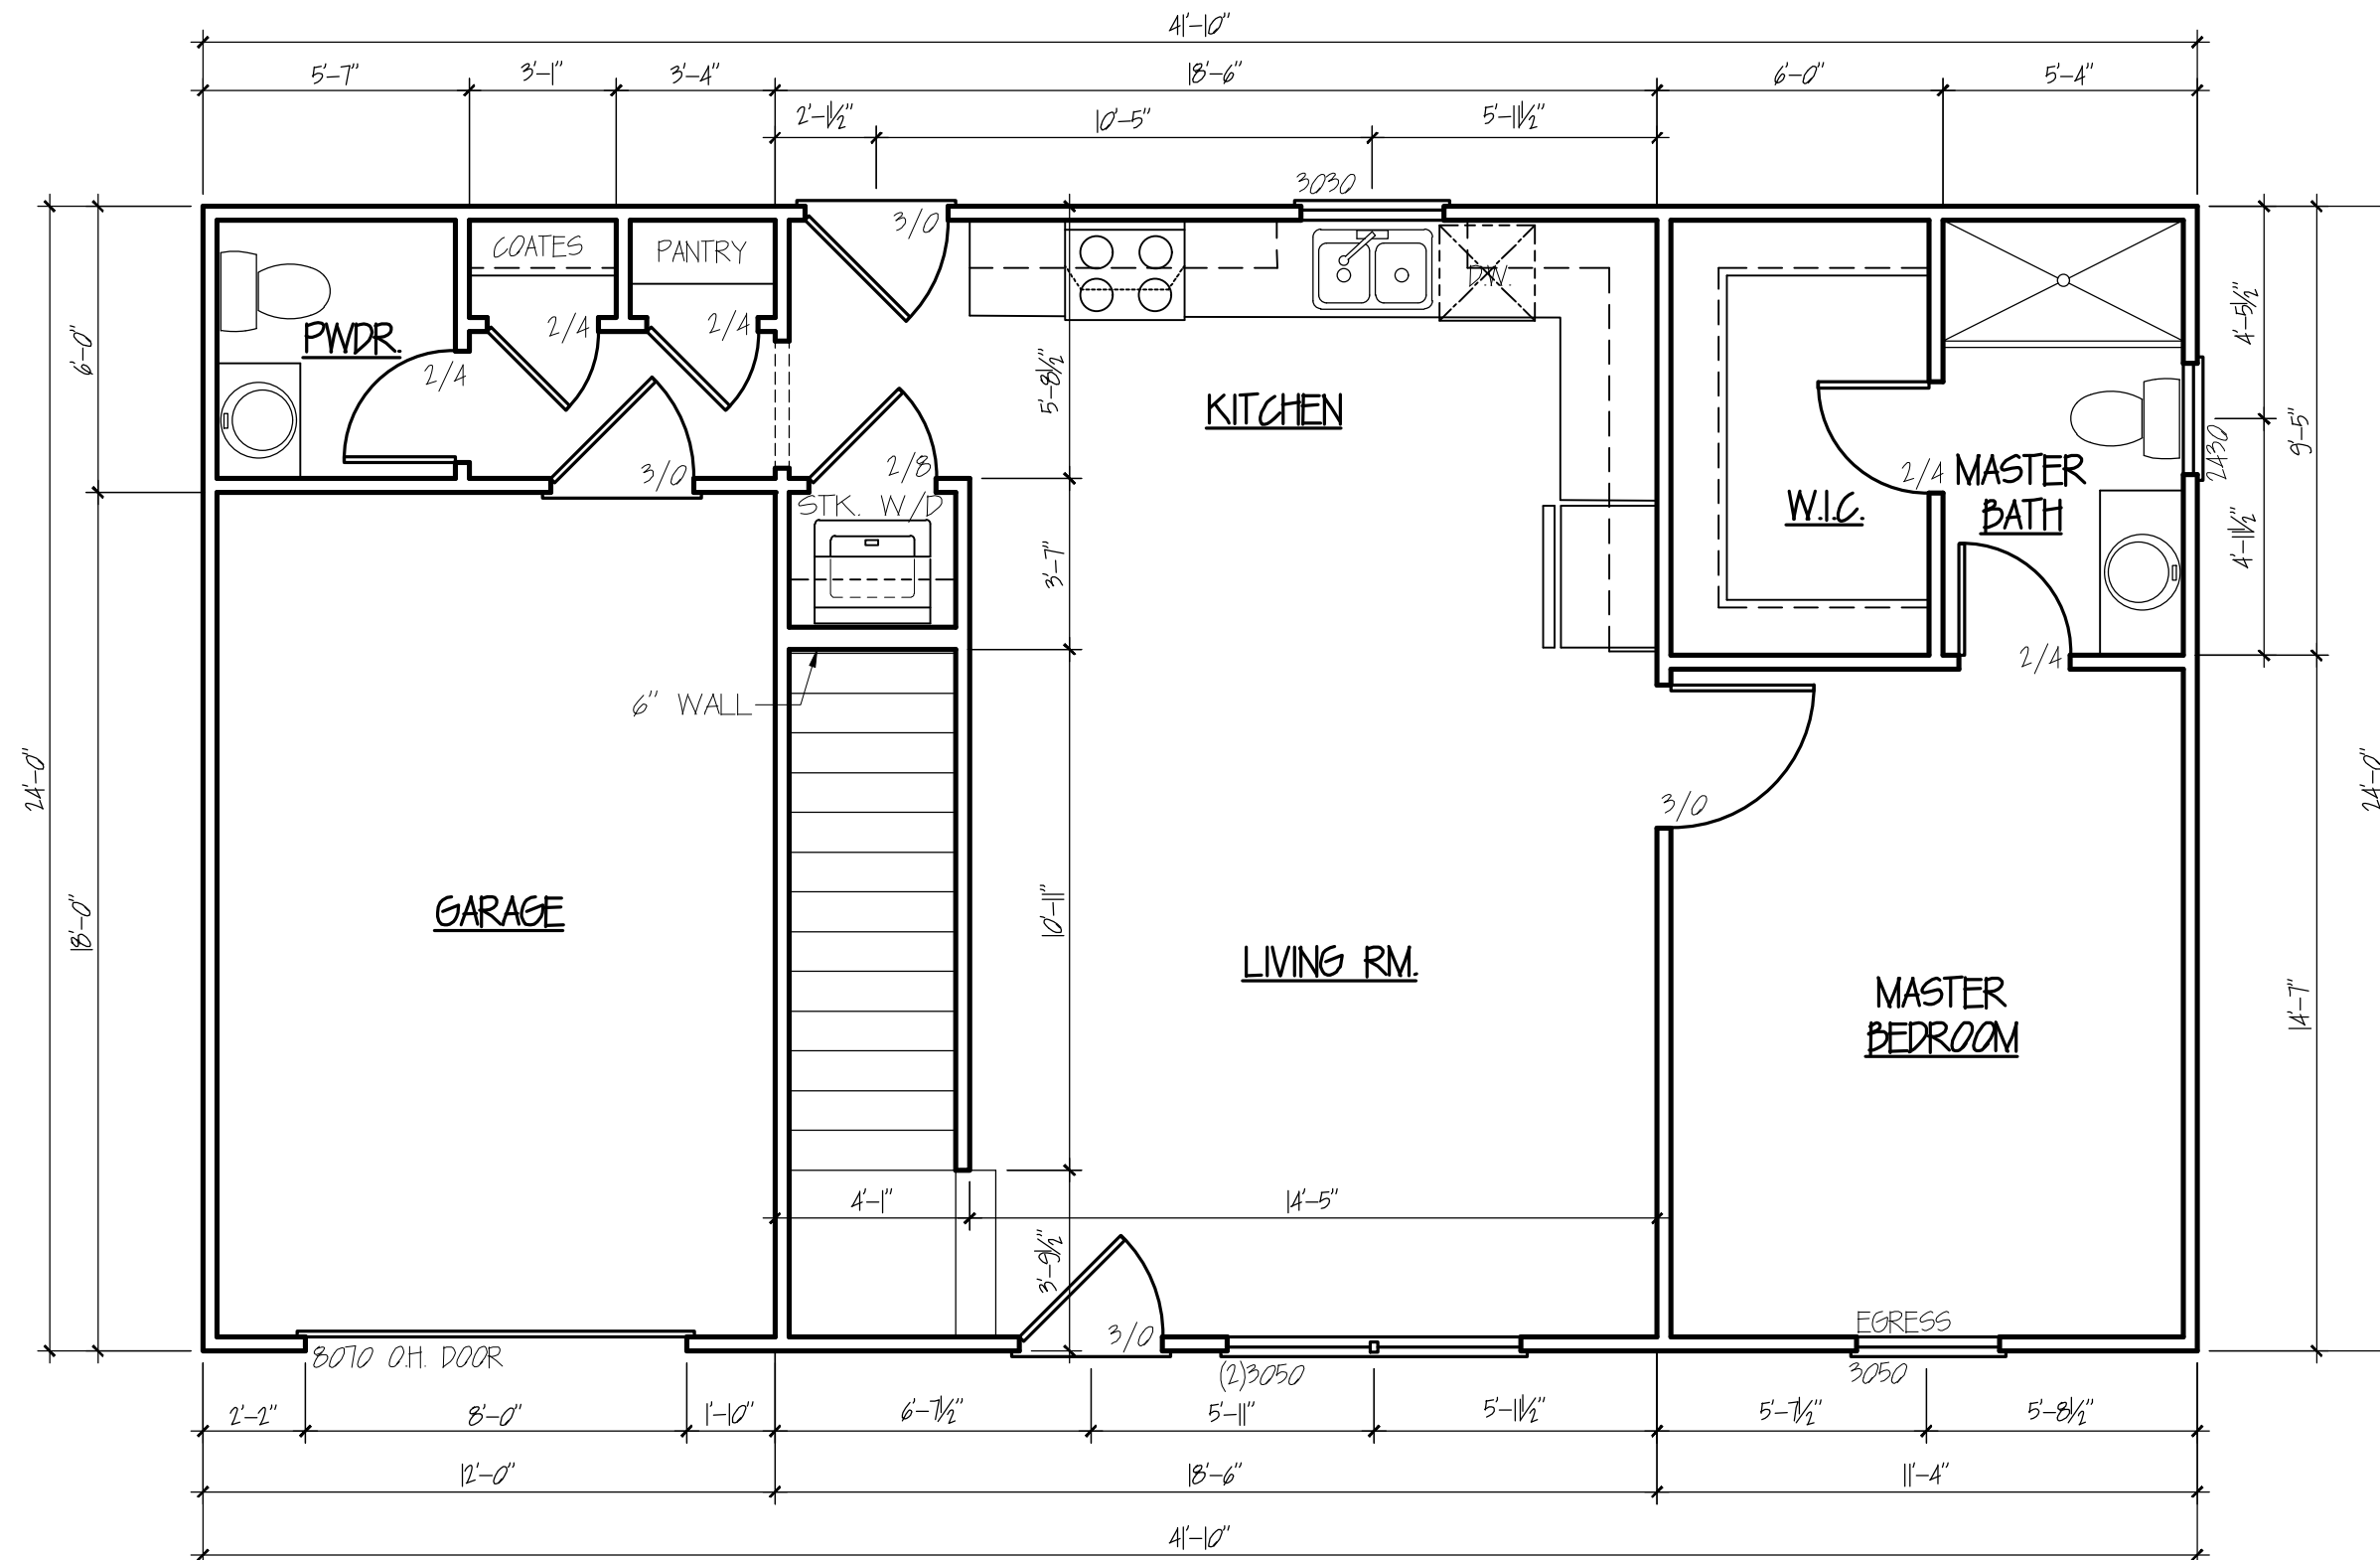 41'-10"
5'-7" 3'-1" 3'-4" 18'-6" 6'-0" 5'-4"
2'-1½" 10'-5" 5'-11½"
3030
3/0
COATES PANTRY
D.W.
PWDR. 2/4 2/4
2/4
6'-0"
5'-8½"
4'-5½"
9'-5"
KITCHEN
3/0 2/8
2430
2/4 MASTER
BATH
W.I.C.
STK. W/D
3'-7"
4'-11½"
2/4
6" WALL
24'-0"
24'-0"
3/0
18'-0"
GARAGE
10'-11"
LIVING RM.
MASTER
BEDROOM
14'-7"
4'-1" 14'-5"
3'-9½"
3/0
EGRESS
8070 O.H. DOOR
(2)3050
3050
2'-2" 8'-0" 1'-10" 6'-7½" 5'-11" 5'-11½" 5'-7½" 5'-8½"
12'-0" 18'-6" 11'-4"
41'-10"